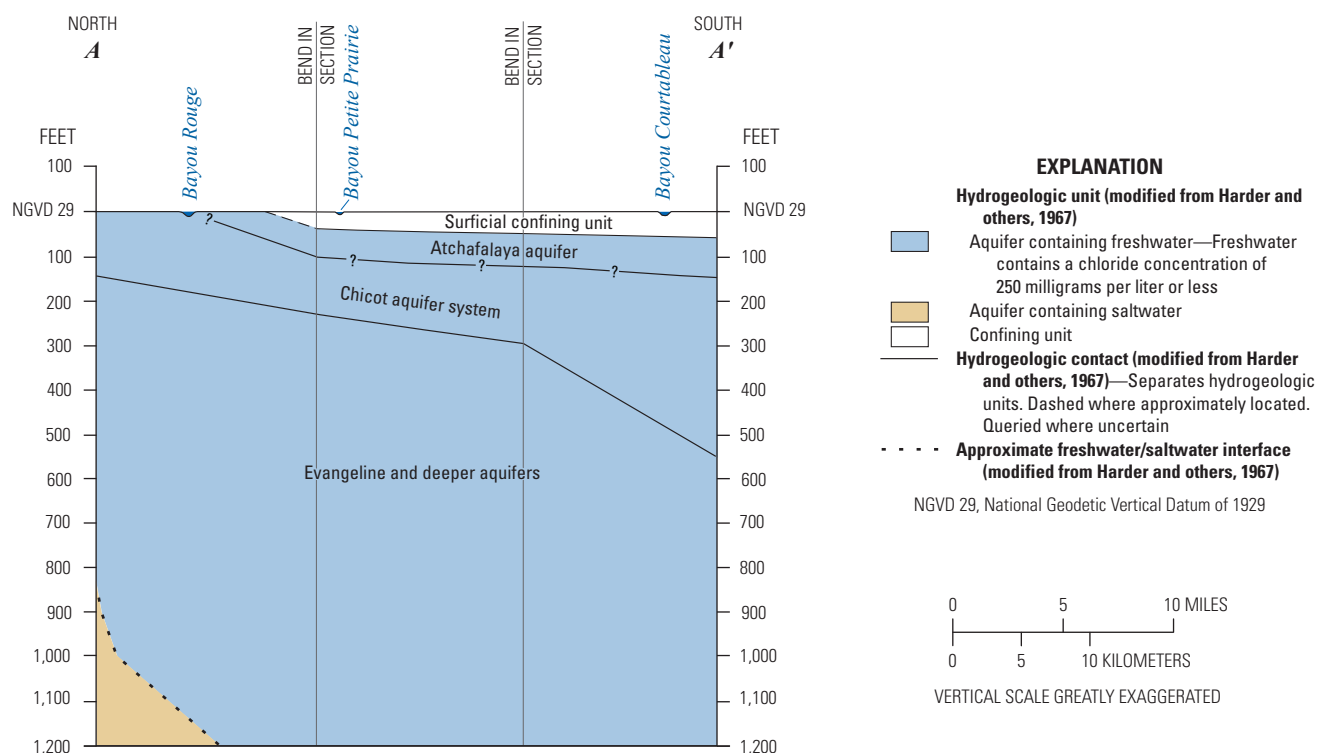 NORTH
A
BEND IN
SECTION
BEND IN
SECTION
SOUTH
A'
Bayou Rouge
Bayou Petite Prairie
Bayou Courtableau
FEET
100
NGVD 29
100
200
300
400
500
600
700
800
900
1,000
1,100
1,200
FEET
100
NGVD 29
100
200
300
400
500
600
700
800
900
1,000
1,100
1,200
Surficial confining unit
?
Atchafalaya aquifer
?
?
?
Chicot aquifer system
Evangeline and deeper aquifers
EXPLANATION
Hydrogeologic unit (modified from Harder and
others, 1967)
Aquifer containing freshwater—Freshwater
contains a chloride concentration of
250 milligrams per liter or less
Aquifer containing saltwater
Confining unit
Hydrogeologic contact (modified from Harder
and others, 1967)—Separates hydrogeologic
units. Dashed where approximately located.
Queried where uncertain
Approximate freshwater/saltwater interface
(modified from Harder and others, 1967)
NGVD 29, National Geodetic Vertical Datum of 1929
0 5 10 MILES
0 5 10 KILOMETERS
VERTICAL SCALE GREATLY EXAGGERATED